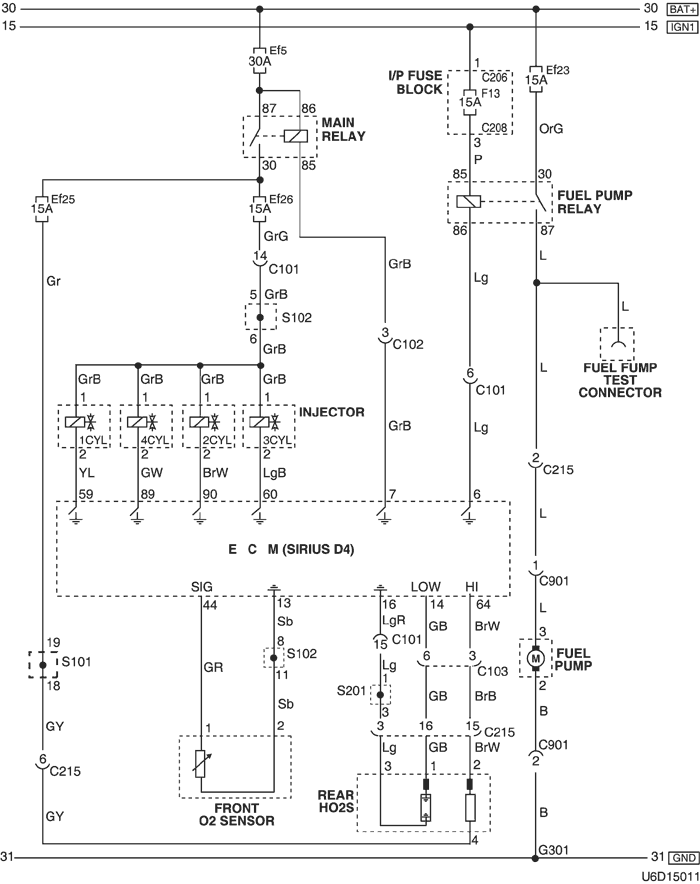 30 30 BAT+
15 15 IGN1
Ef5
30A
87 86
MAIN
RELAY
30 85
I/P FUSE
BLOCK
1
C206
F13
15A
C208
3
P
Ef23
15A
OrG
85 30
FUEL PUMP
RELAY
86 87
Ef25
15A
Ef26
15A
GrG
14
C101
5 GrB
S102
6
GrB
Gr
GrB
3
C102
GrB
Lg
6
C101
Lg
L
L
L
FUEL FUMP
TEST
CONNECTOR
GrB GrB GrB GrB
1 1 1 1
INJECTOR
1CYL 4CYL 2CYL 3CYL
2 2 2 2
YL GW BrW LgB
59 89 90 60 7 6
2
C215
L
E C M (SIRIUS D4)
1
C901
L
SIG LOW HI
44 13 16 14 64
Sb LgR GB BrW
8 C101
S102 15
11 Lg
GR
Sb
6 3
C103
1
S201
3
GB BrB
3 16 15
C215
Lg GB BrW
3 1 2
19
S101
18
GY
6
C215
GY
1 2
FRONT
O2 SENSOR
REAR
HO2S
4
3
M
FUEL
PUMP
2
B
C901
2
B
G301
31 31 GND
U6D15011